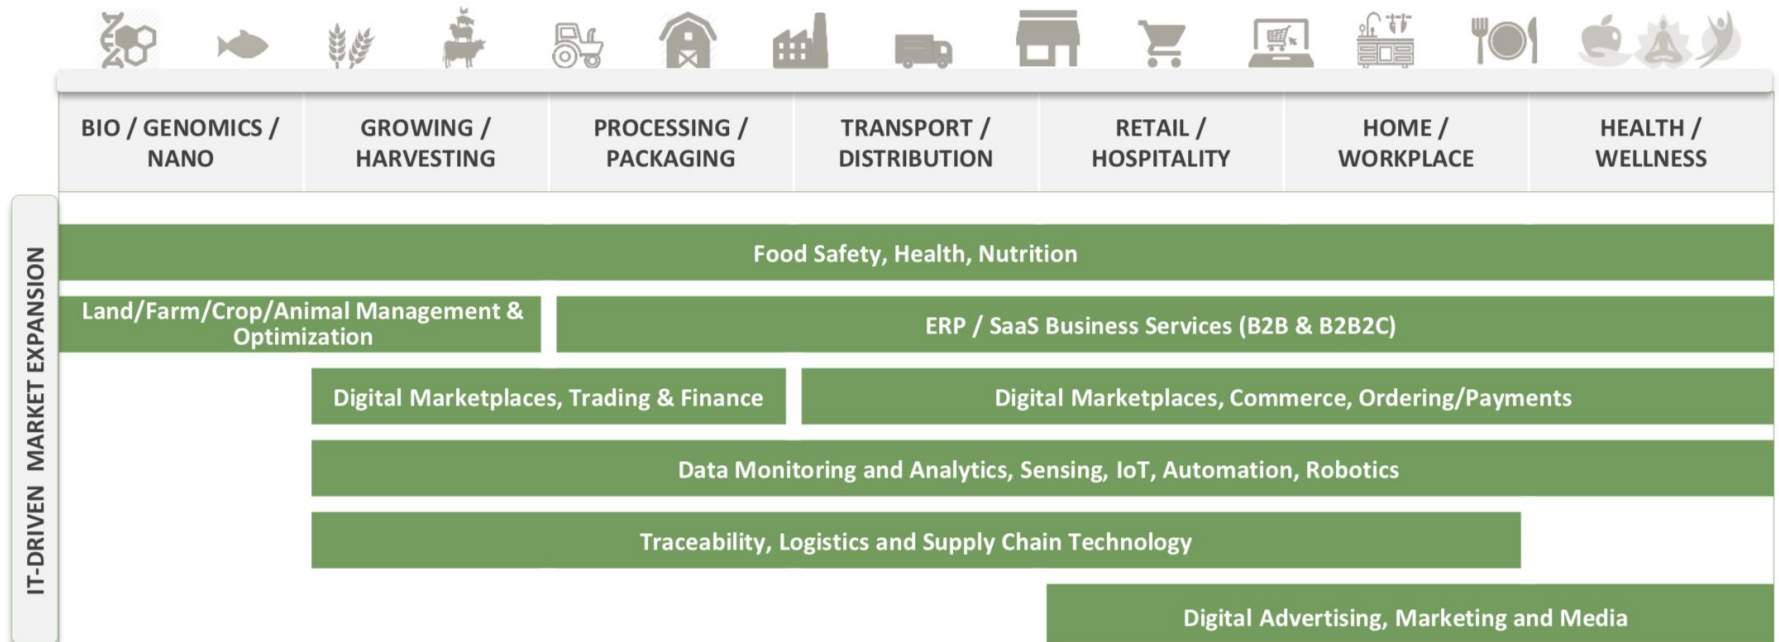 BIO / GENOMICS /
NANO
GROWING /
HARVESTING
PROCESSING /
PACKAGING
TRANSPORT /
DISTRIBUTION
RETAIL /
HOSPITALITY
HOME /
WORKPLACE
HEALTH /
WELLNESS
IT-DRIVEN MARKET EXPANSION
Food Safety, Health, Nutrition
Land/Farm/Crop/Animal Management &
Optimization
ERP / SaaS Business Services (B2B & B2B2C)
Digital Marketplaces, Trading & Finance
Digital Marketplaces, Commerce, Ordering/Payments
Data Monitoring and Analytics, Sensing, IoT, Automation, Robotics
Traceability, Logistics and Supply Chain Technology
Digital Advertising, Marketing and Media